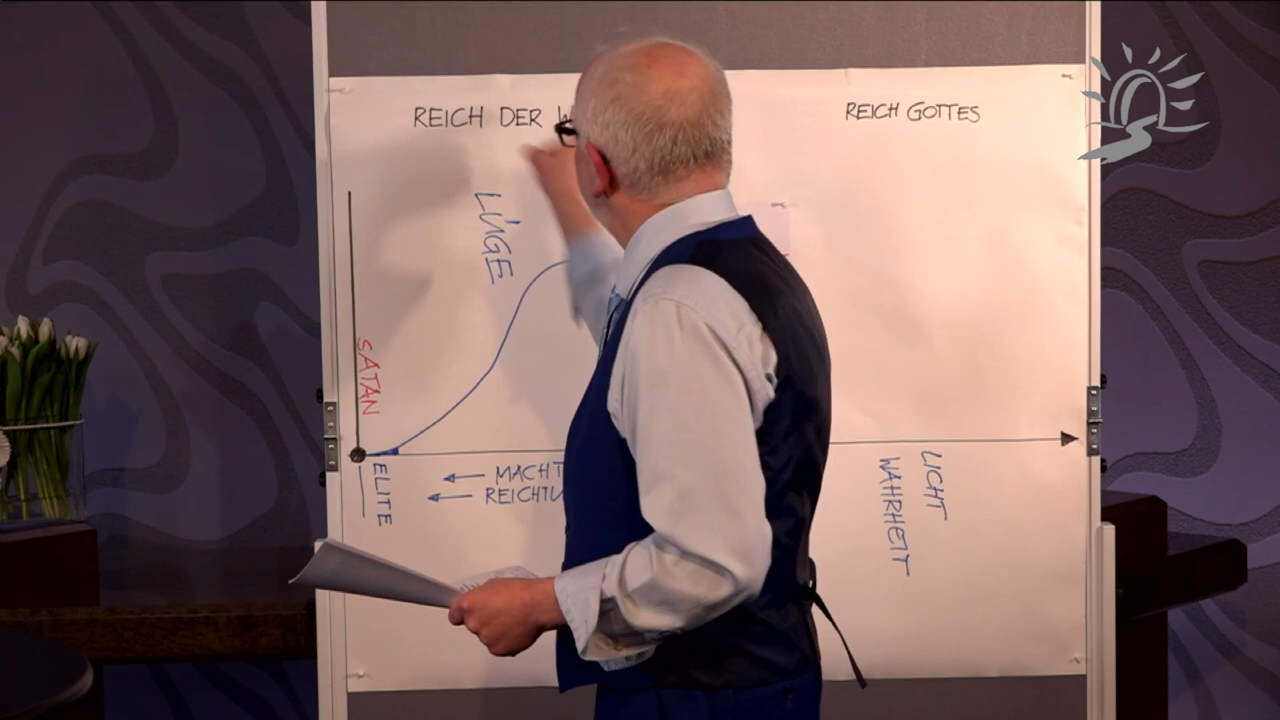 REICH DER
REICH GOTTES
LÜGE
SATAN
ELITE
← MACHT
←
LICHT
WAHRHEIT